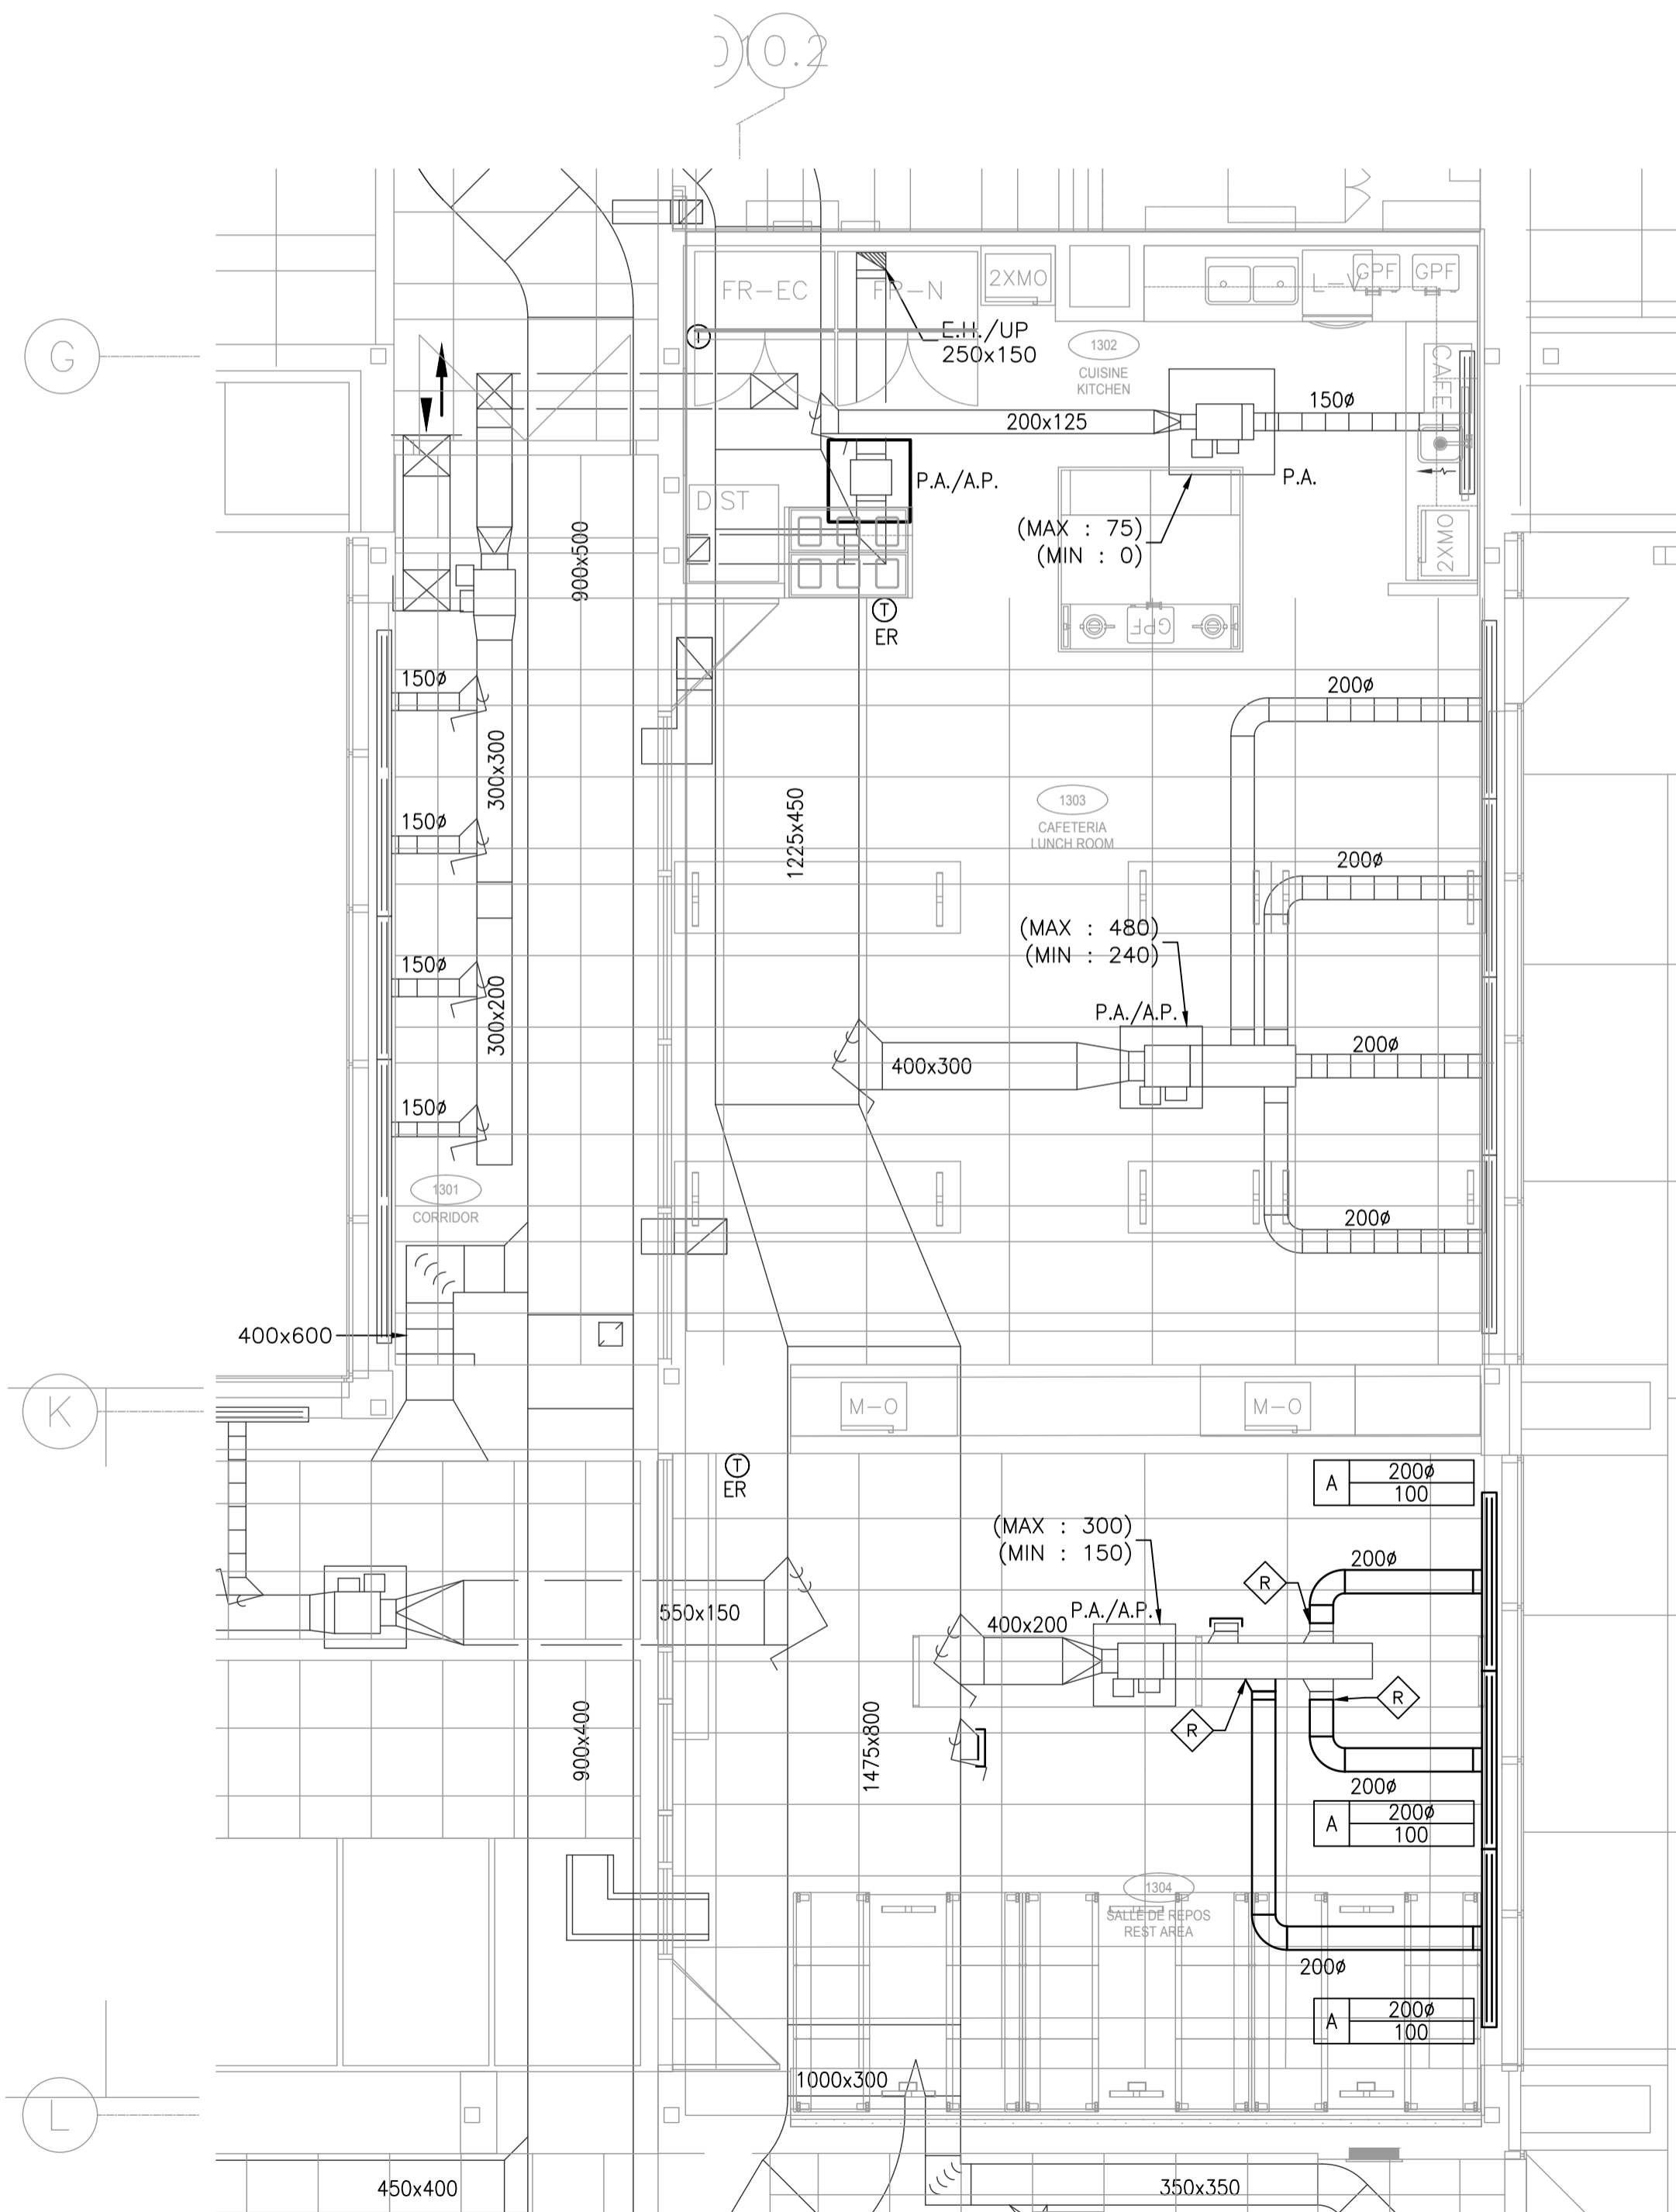 10.2
G
FR-EC
FR-N
2XMO
L-V
GPF
GPF
E.H./UP
250x150
1302
CUISINE
KITCHEN
CAFE
T
200x125
150ø
P.A./A.P.
P.A.
DIST
(MAX : 75)
(MIN : 0)
2XMO
900x500
T
ER
GPF
150ø
200ø
300x300
1225x450
1303
CAFETERIA
LUNCH ROOM
150ø
200ø
(MAX : 480)
(MIN : 240)
150ø
300x200
P.A./A.P.
400x300
200ø
150ø
1301
CORRIDOR
200ø
400x600
K
M-O
M-O
T
ER
A
200ø
100
(MAX : 300)
(MIN : 150)
200ø
R
550x150
400x200
P.A./A.P.
R
R
900x400
1475x800
200ø
A
200ø
100
1304
SALLE DE REPOS
REST AREA
200ø
A
200ø
100
1000x300
L
450x400
350x350